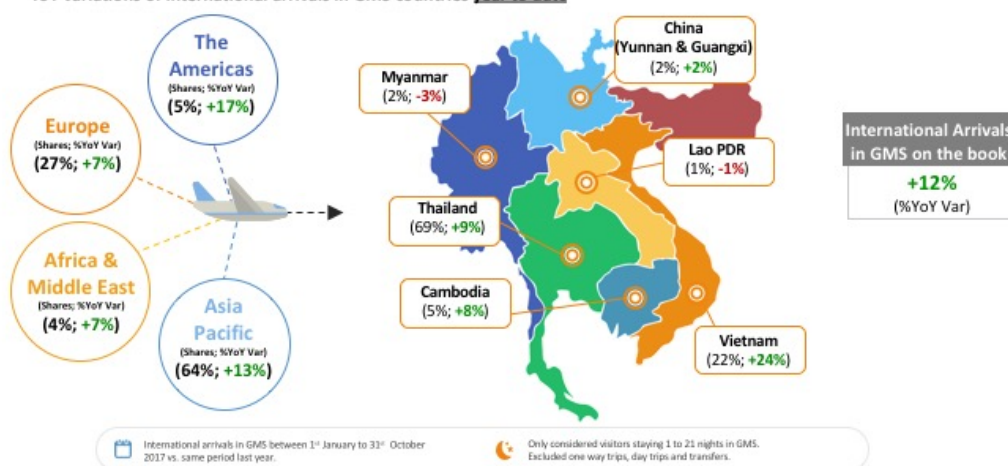 The
Americas
(Shares; %YoY Var)
(5%; +17%)
Europe
(Shares; %YoY Var)
(27%; +7%)
Africa &
Middle East
(Shares; %YoY Var)
(4%; +7%)
Asia
Pacific
(Shares; %YoY Var)
(64%; +13%)
China
(Yunnan & Guangxi)
(2%; +2%)
Myanmar
(2%; -3%)
Lao PDR
(1%; -1%)
Thailand
(69%; +9%)
Cambodia
(5%; +8%)
Vietnam
(22%; +24%)
International Arrivals
in GMS on the book
+12%
(%YoY Var)
International arrivals in GMS between 1st January to 31st October
2017 vs. same period last year.
Only considered visitors staying 1 to 21 nights in GMS.
Excluded one way trips, day trips and transfers.